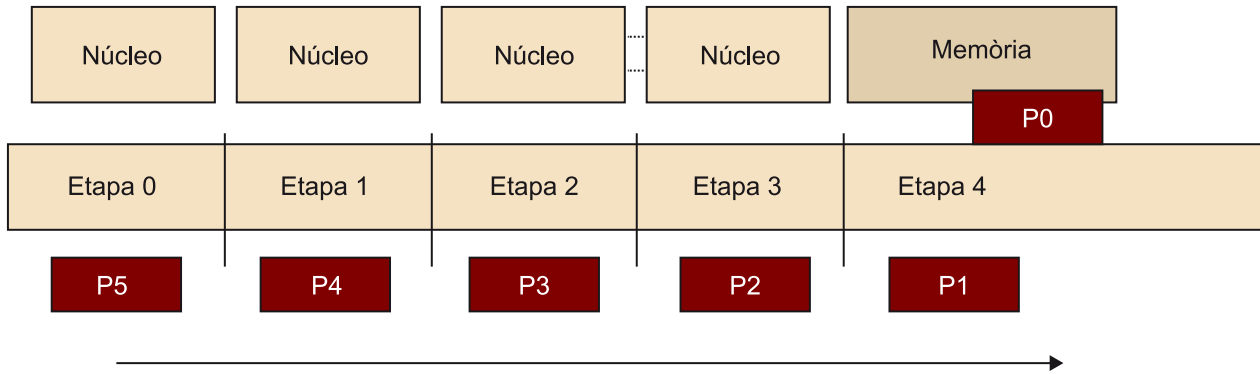 Núcleo
Núcleo
Núcleo
Núcleo
Memòria
P0
Etapa 0
Etapa 1
Etapa 2
Etapa 3
Etapa 4
P5
P4
P3
P2
P1